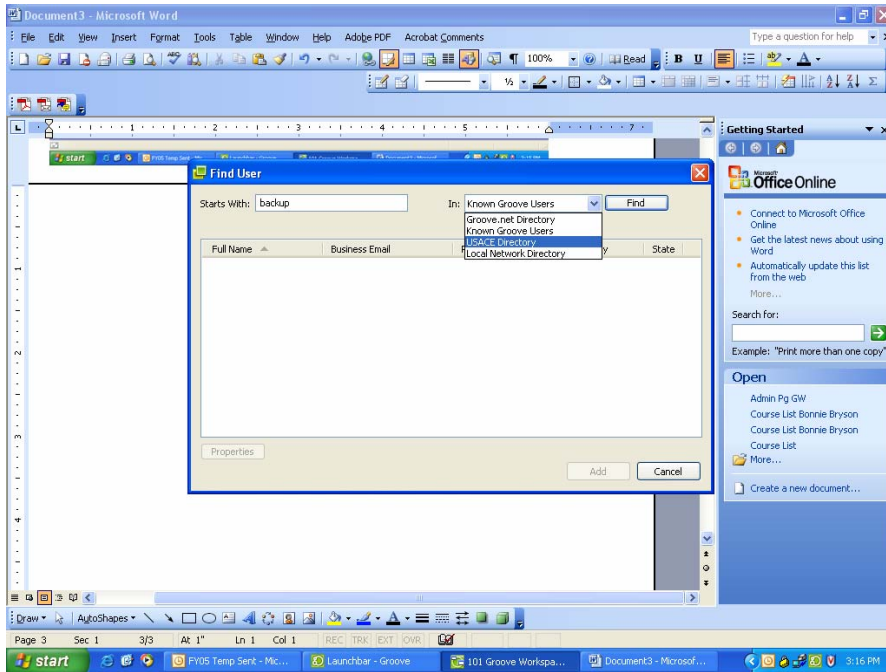 Document3 - Microsoft Word
File Edit View Insert Format Tools Table Window Help Adobe PDF Acrobat Comments
Type a question for help
100%
Read
B U
Getting Started
Microsoft Office Online
Connect to Microsoft Office Online
Get the latest news about using Word
Automatically update this list from the web
More...
Search for:
Example: "Print more than one copy"
Open
Admin Pg GW
Course List Bonnie Bryson
Course List Bonnie Bryson
Course List
More...
Create a new document...
start
Find User
Starts With: backup
In: Known Groove Users
Find
Groove.net Directory
Known Groove Users
USACE Directory
Local Network Directory
Full Name Business Email State
Properties
Add Cancel
Draw AutoShapes
Page 3 Sec 1 3/3 At 1" Ln 1 Col 1 REC TRK EXT OVR
start FY05 Temp Sent - Mic... Launchbar - Groove 101 Groove Workspa... Document3 - Microsof... 3:16 PM